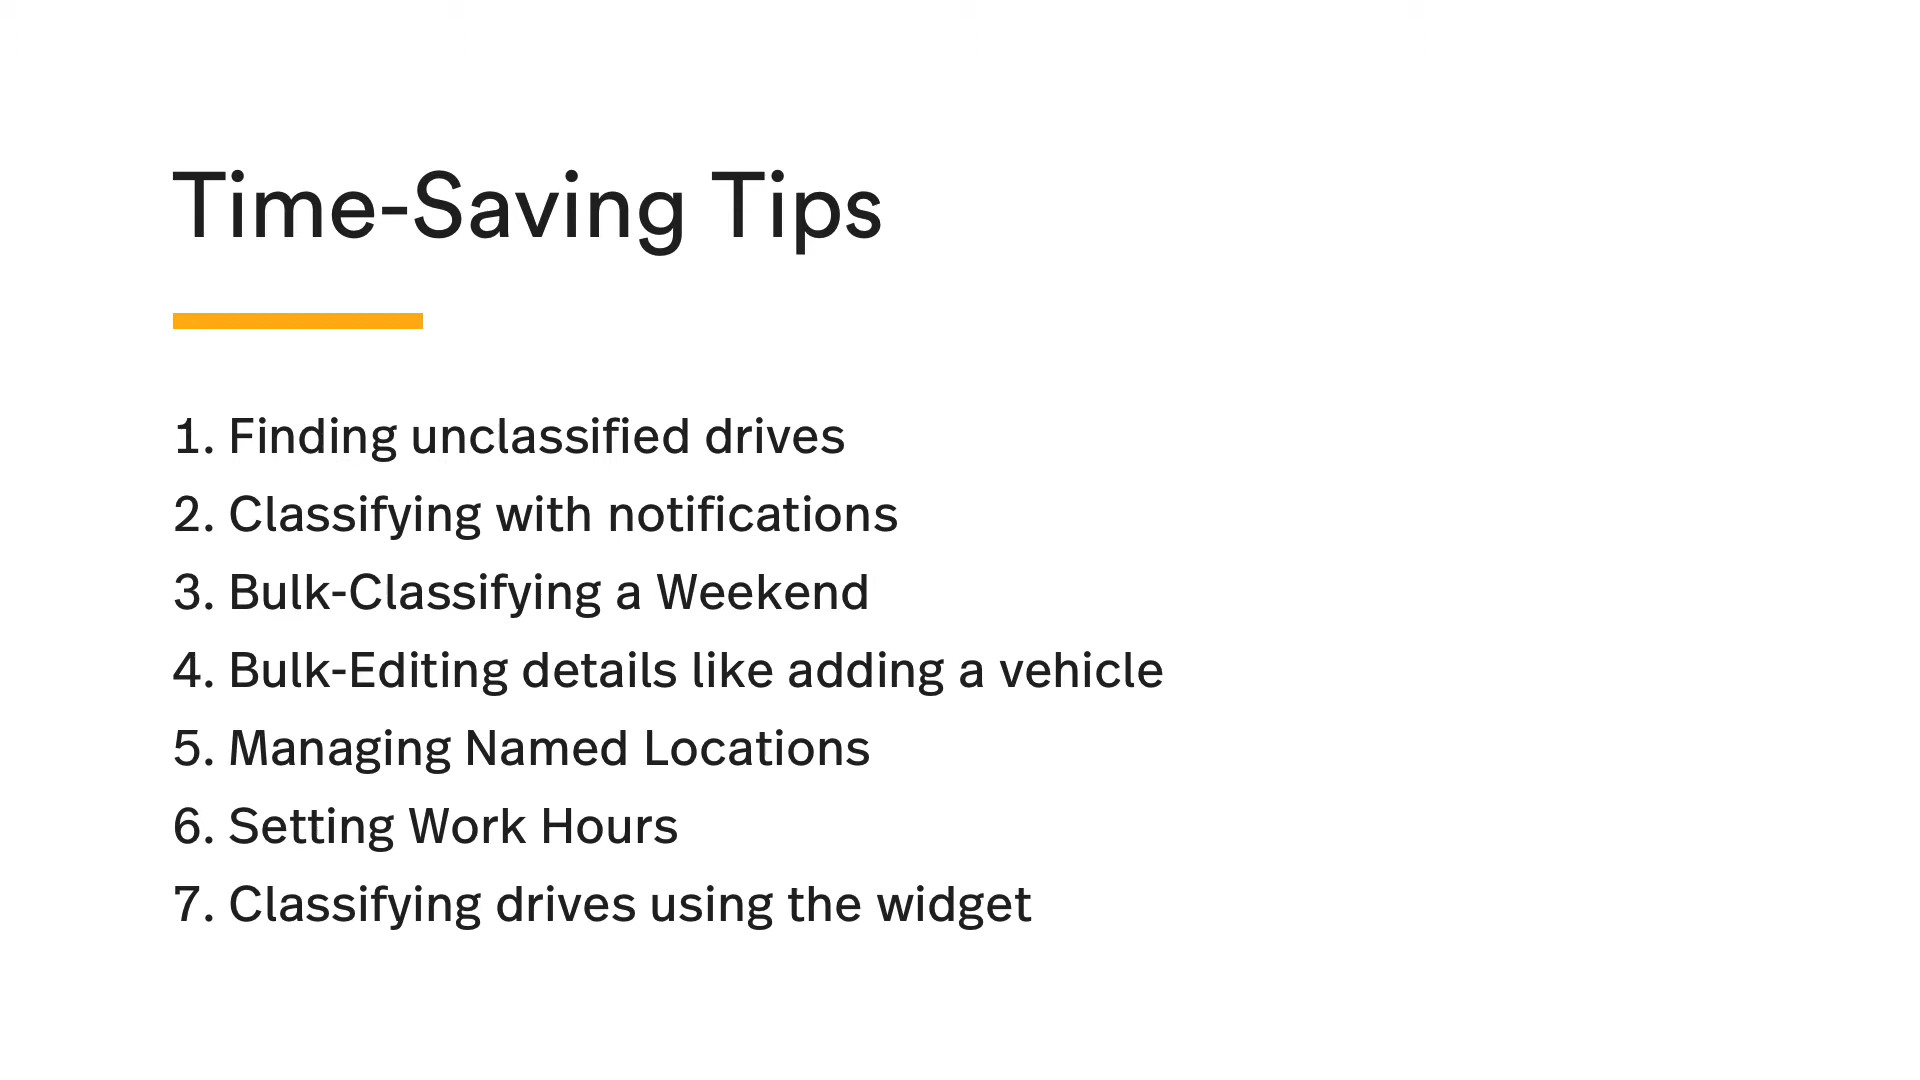 Time-Saving Tips
1. Finding unclassified drives
2. Classifying with notifications
3. Bulk-Classifying a Weekend
4. Bulk-Editing details like adding a vehicle
5. Managing Named Locations
6. Setting Work Hours
7. Classifying drives using the widget